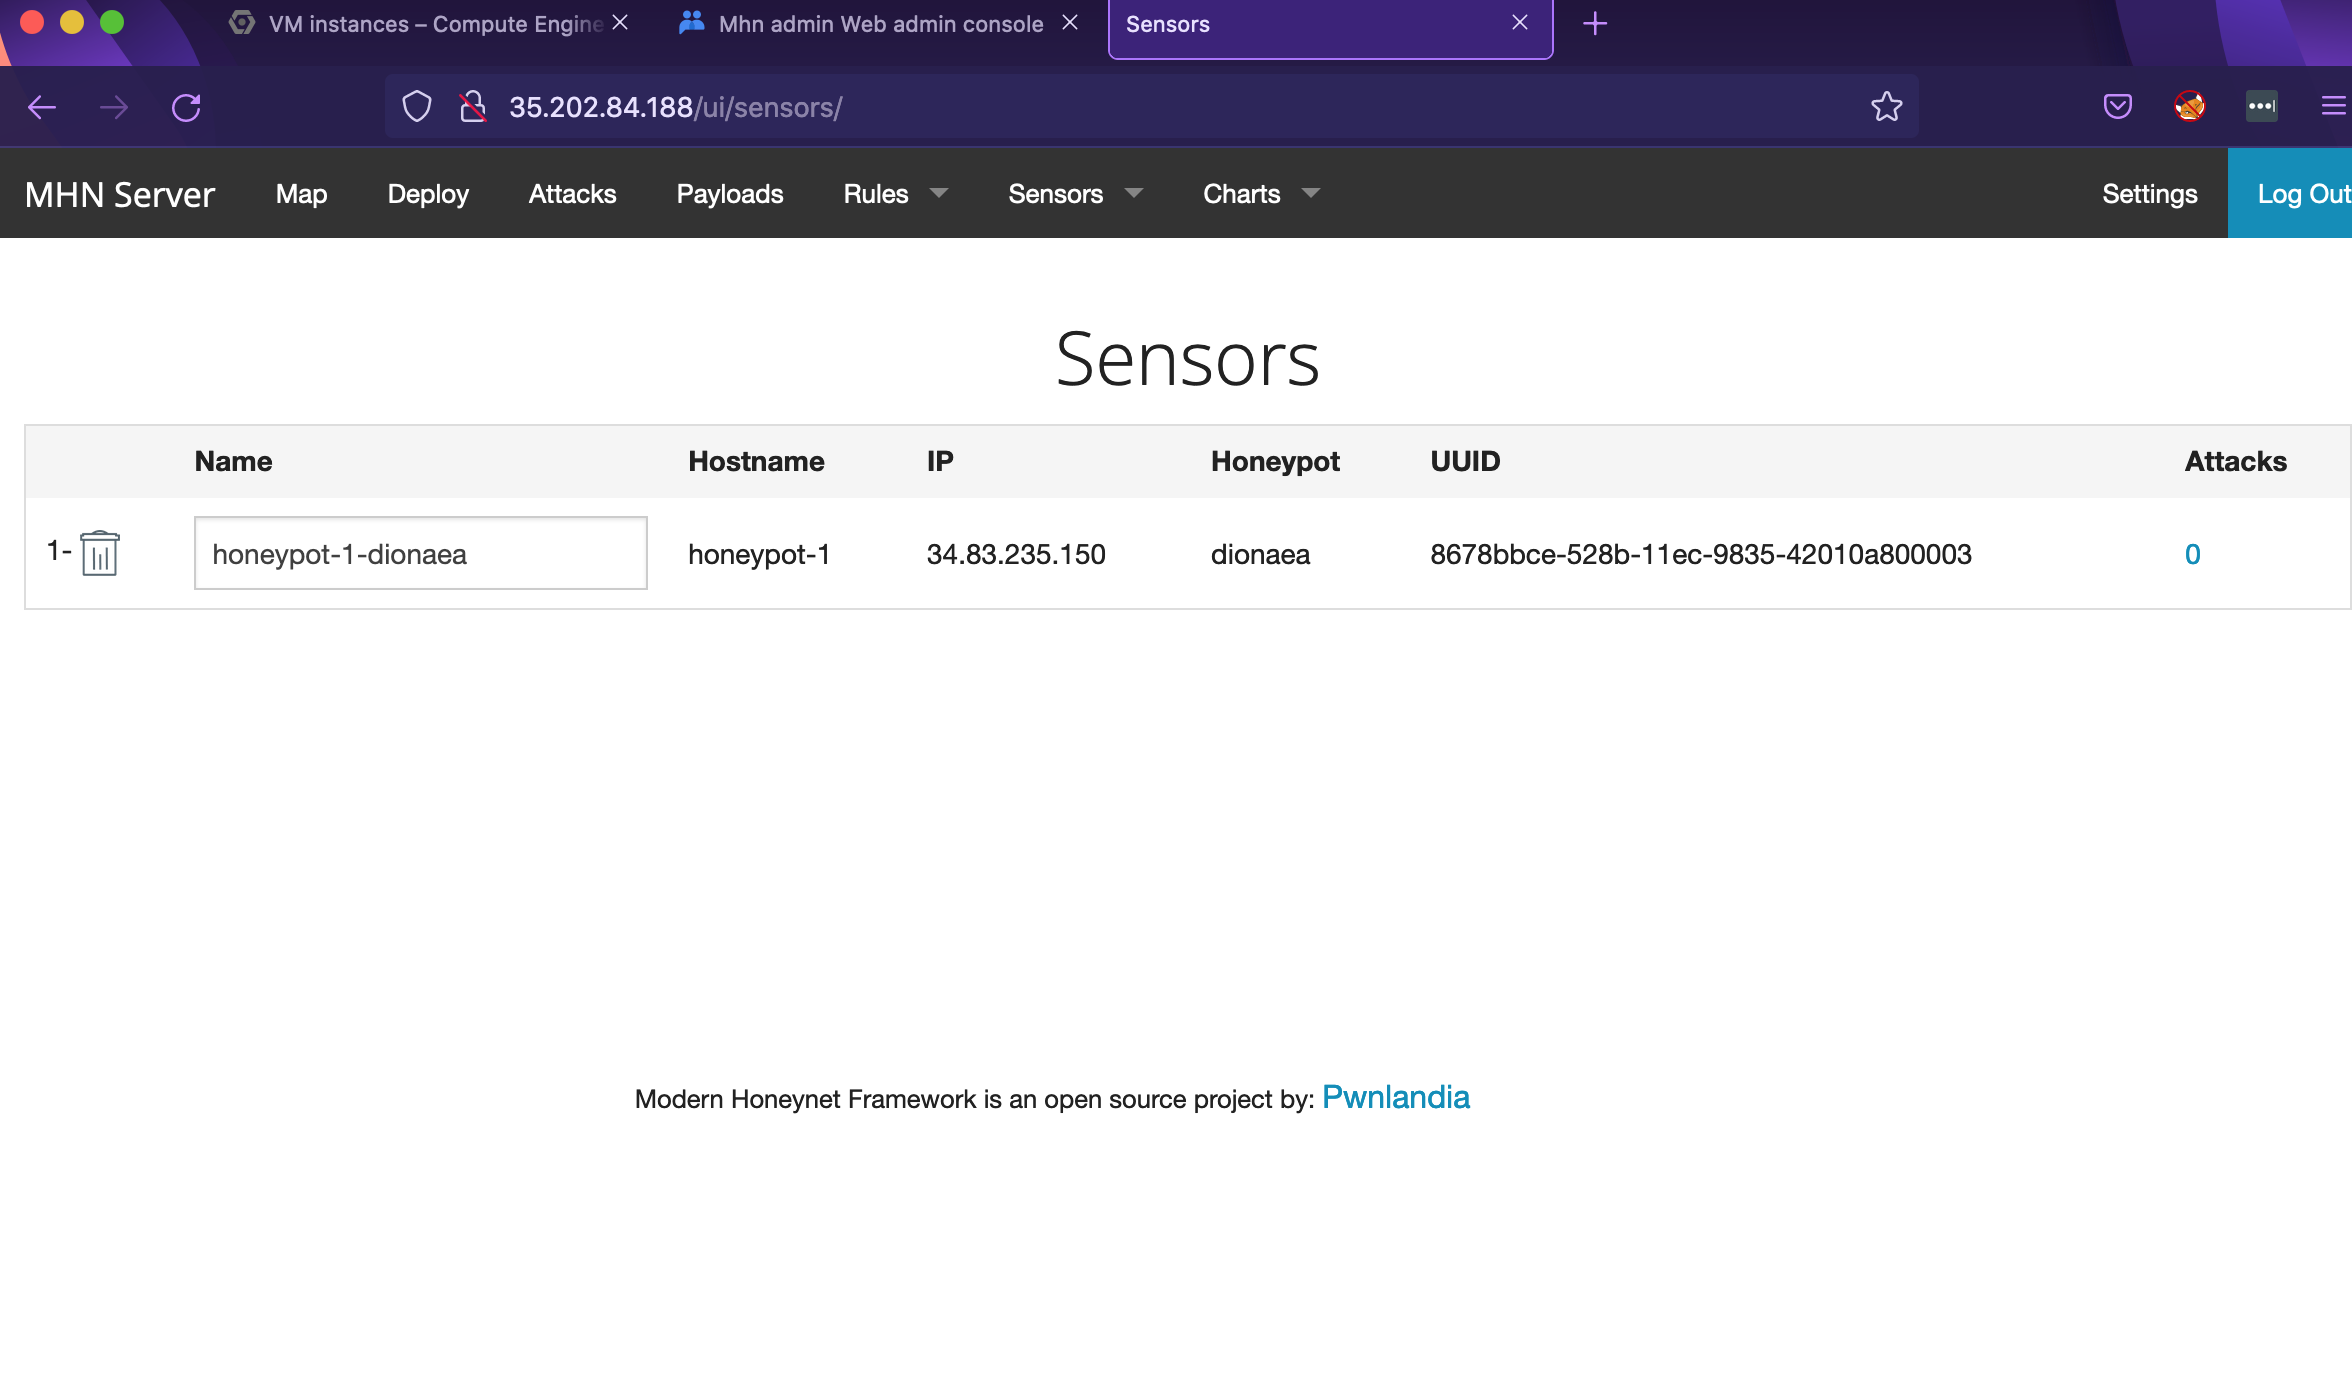 VM instances – Compute Engine
Mhn admin Web admin console
Sensors
35.202.84.188/ui/sensors/
MHN Server Map Deploy Attacks Payloads Rules Sensors Charts Settings Log Out
Sensors
Name Hostname IP Honeypot UUID Attacks
1- honeypot-1-dionaea honeypot-1 34.83.235.150 dionaea 8678bbce-528b-11ec-9835-42010a800003 0
Modern Honeynet Framework is an open source project by: Pwnlandia